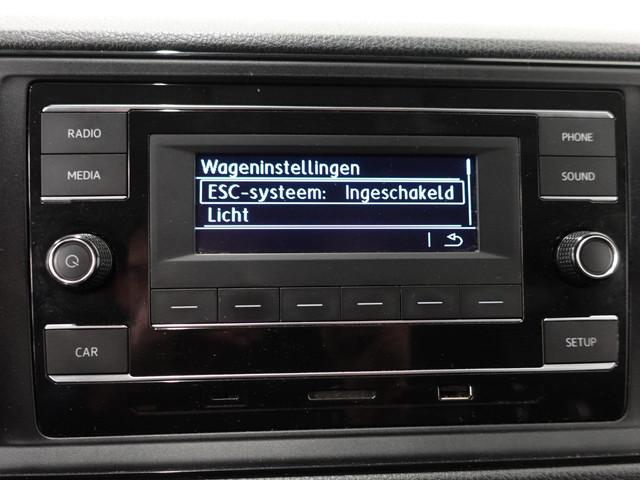 RADIO
MEDIA
PHONE
SOUND
Wageninstellingen
ESC-systeem: Ingeschakeld
Licht
CAR
SETUP